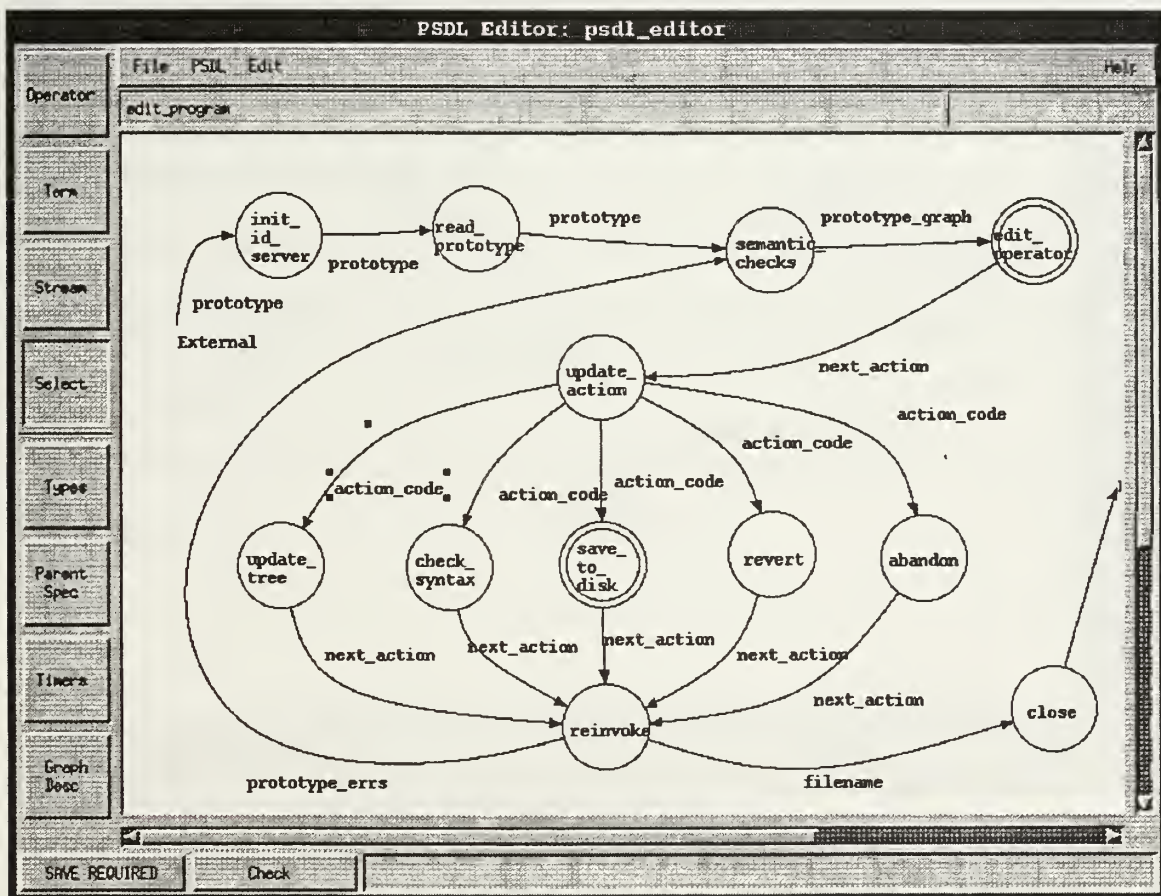 PSDL Editor: psdl_editor
File PSDL Edit Help
Operator
edit_program
Term
Stream
Select
Types
Parent
Spec
Timers
Graph
Desc
init_
id_
server
prototype
read_
prototype
prototype
semantic_
checks
prototype_graph
edit_
operator
prototype
External
update_
action
next_action
action_code
action_code
action_code
action_code
action_code
update_
tree
check_
syntax
save_
to_
disk
revert
abandon
next_action
next_action
next_action
next_action
next_action
reinvoke
close
prototype_errs
filename
SAVE REQUIRED
Check